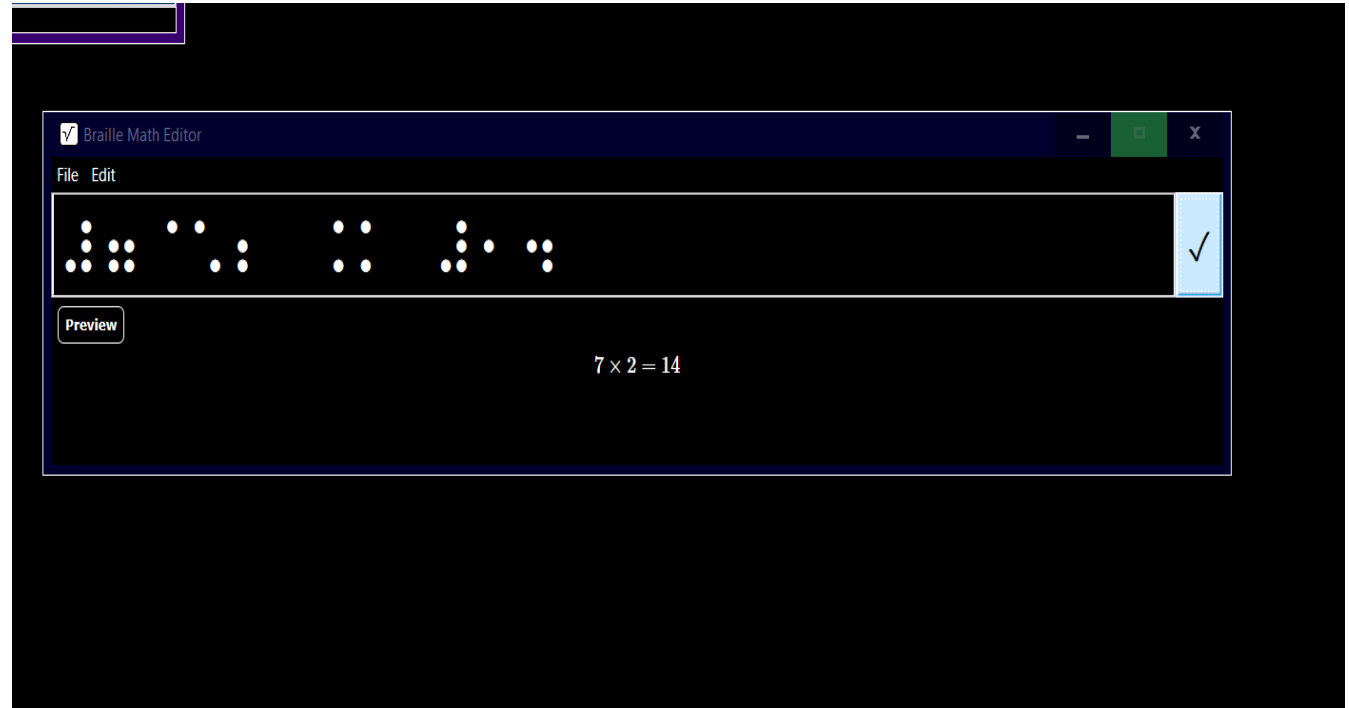 √ Braille Math Editor
File Edit
⠼⠶⠈⠡⠆ ⠨⠅ ⠼⠂⠲ √
Preview
7 × 2 = 14